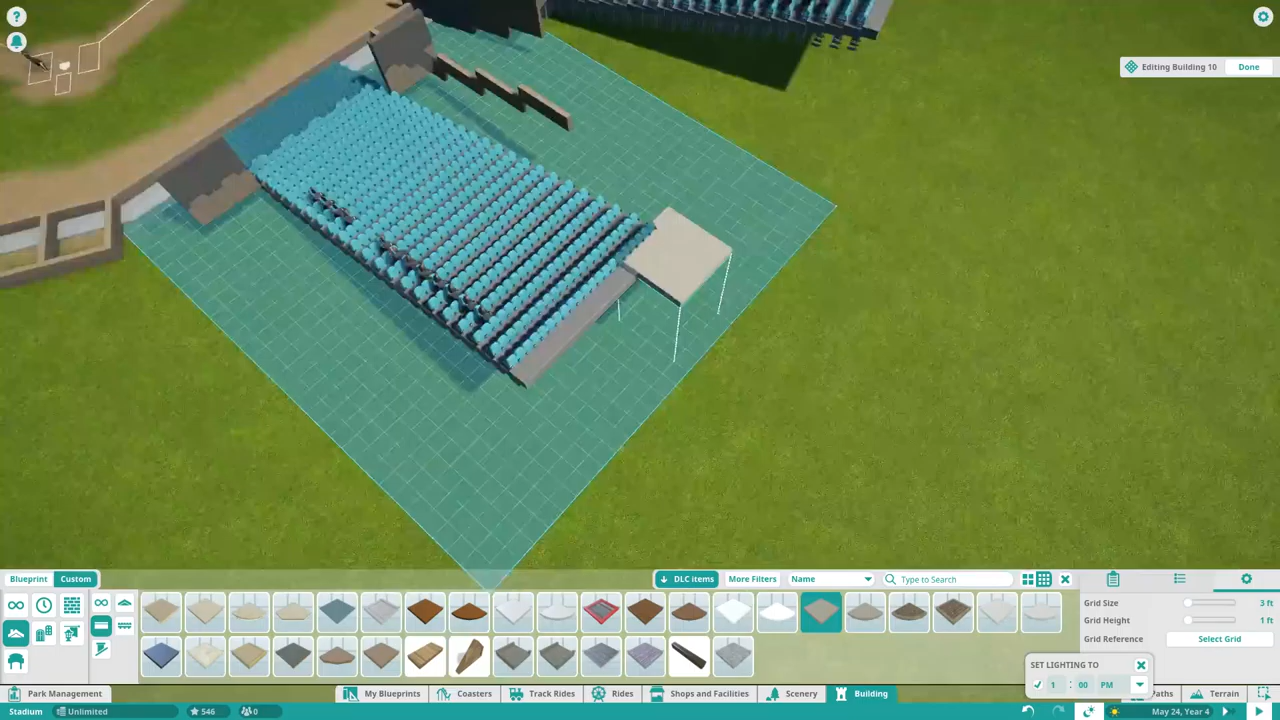 ?
Editing Building 10 Done
Blueprint Custom
DLC items More Filters Name Type to Search
Grid Size 3 ft
Grid Height 1 ft
Grid Reference Select Grid
SET LIGHTING TO
1 : 00 PM
Park Management My Blueprints Coasters Track Rides Rides Shops and Facilities Scenery Building Paths Terrain
Stadium Unlimited 546 0 May 24, Year 4